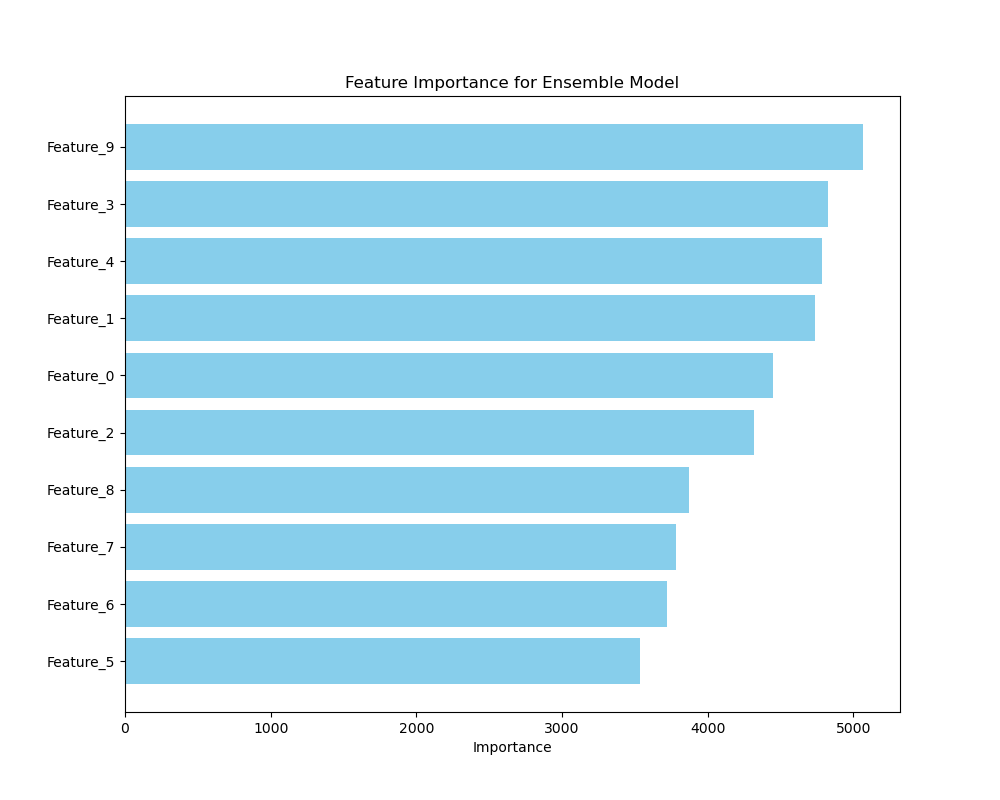 Feature Importance for Ensemble Model
Feature_9
Feature_3
Feature_4
Feature_1
Feature_0
Feature_2
Feature_8
Feature_7
Feature_6
Feature_5
0 1000 2000 3000 4000 5000
Importance